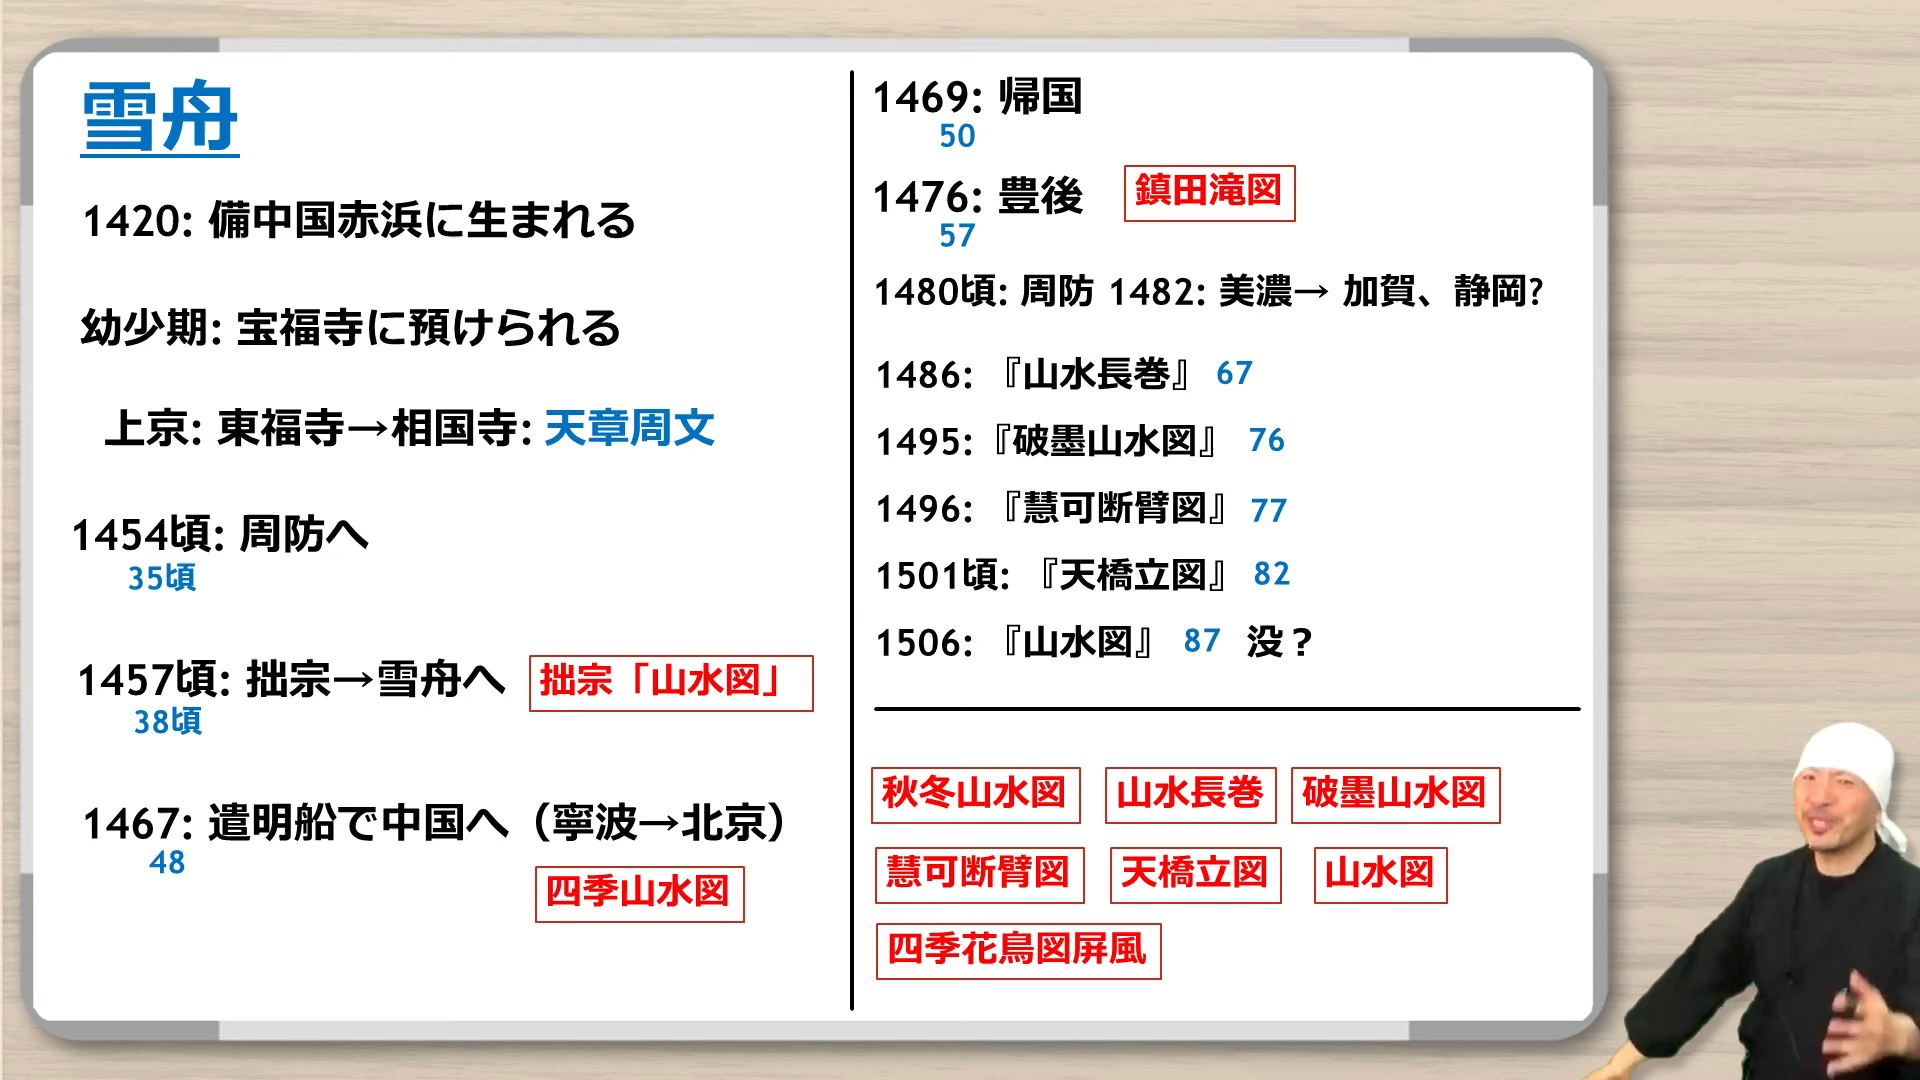 雪舟
1420: 備中国赤浜に生まれる
幼少期: 宝福寺に預けられる
上京: 東福寺→相国寺: 天章周文
1454頃: 周防へ
35頃
1457頃: 拙宗→雪舟へ 拙宗「山水図」
38頃
1467: 遣明船で中国へ（寧波→北京）
48
四季山水図
1469: 帰国
50
1476: 豊後 鎮田滝図
57
1480頃: 周防 1482: 美濃→ 加賀、静岡?
1486: 『山水長巻』 67
1495:『破墨山水図』 76
1496: 『慧可断臂図』 77
1501頃: 『天橋立図』 82
1506: 『山水図』 87 没？
秋冬山水図 山水長巻 破墨山水図
慧可断臂図 天橋立図 山水図
四季花鳥図屏風